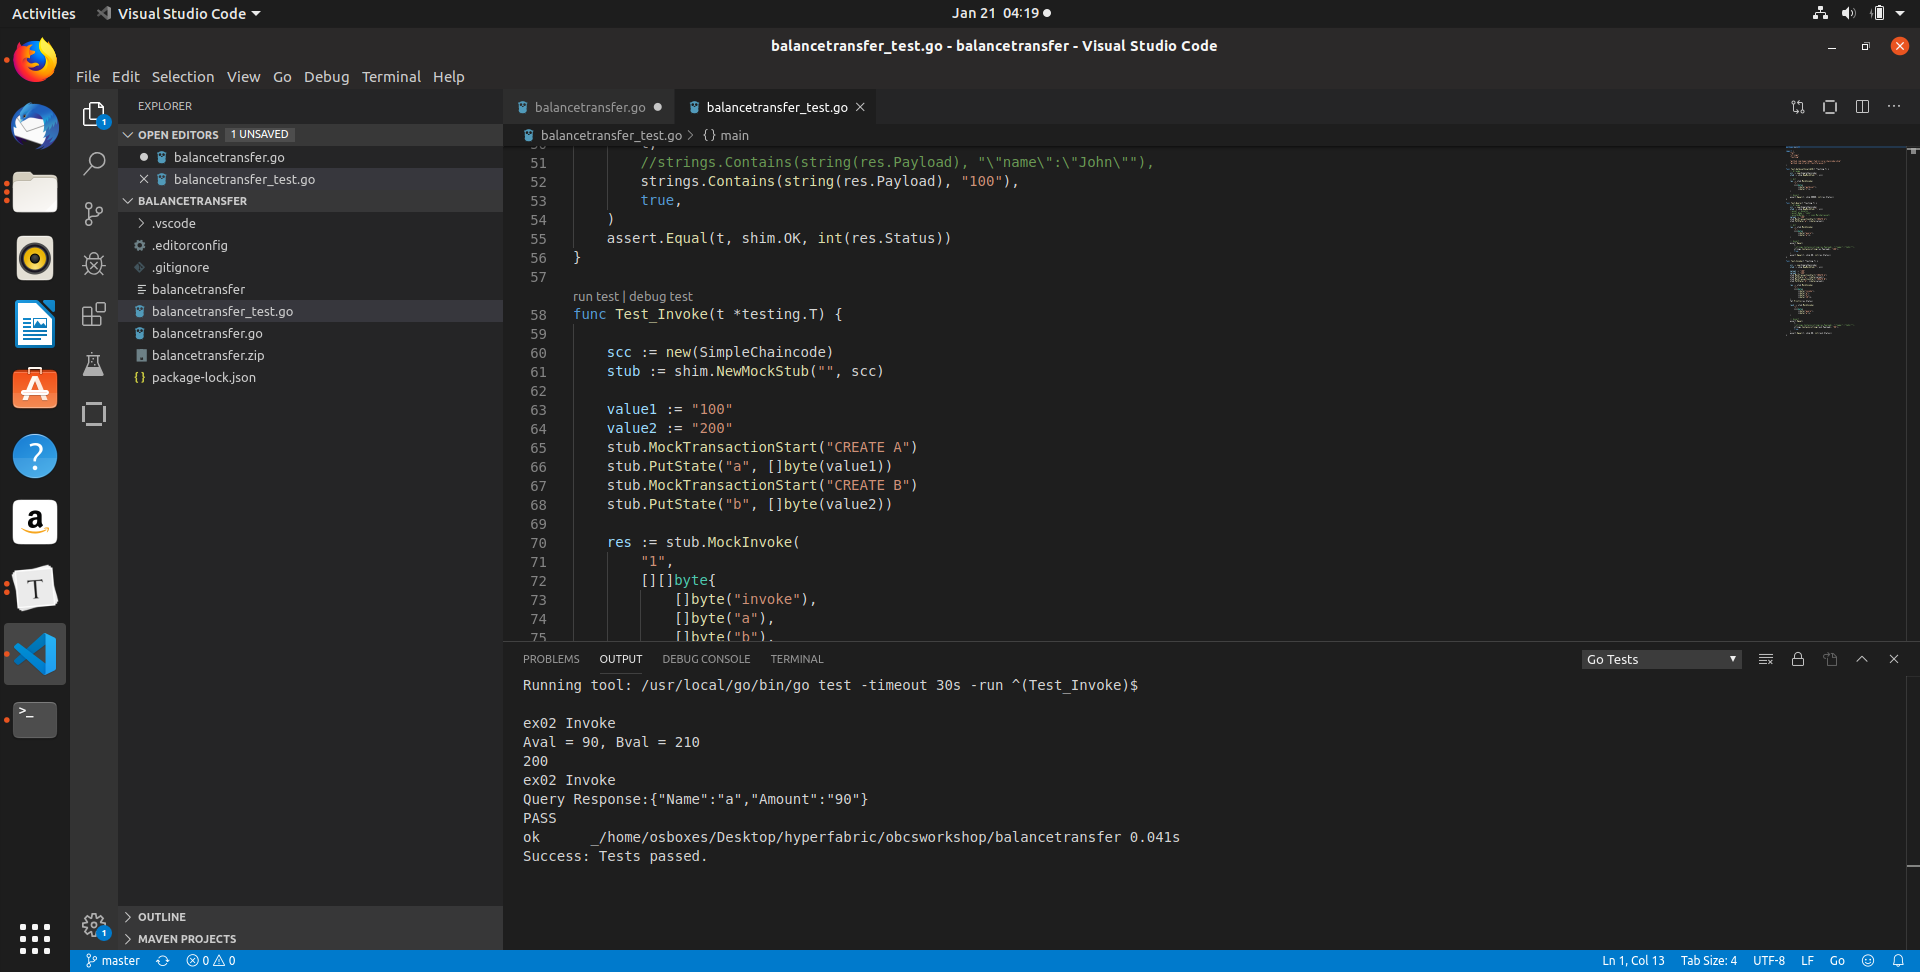 Activities
Visual Studio Code
Jan 21 04:19
balancetransfer_test.go - balancetransfer - Visual Studio Code
File Edit Selection View Go Debug Terminal Help
EXPLORER
OPEN EDITORS 1 UNSAVED
balancetransfer.go
balancetransfer_test.go
BALANCETRANSFER
.vscode
.editorconfig
.gitignore
balancetransfer
balancetransfer_test.go
balancetransfer.go
balancetransfer.zip
{} package-lock.json
OUTLINE
MAVEN PROJECTS
1
1
balancetransfer.go
balancetransfer_test.go
balancetransfer_test.go > {} main
51 //strings.Contains(string(res.Payload), "\"name\":\"John\""),
52 strings.Contains(string(res.Payload), "100"),
53 true,
54 )
55 assert.Equal(t, shim.OK, int(res.Status))
56 }
57
run test | debug test
58 func Test_Invoke(t *testing.T) {
59
60 scc := new(SimpleChaincode)
61 stub := shim.NewMockStub("", scc)
62
63 value1 := "100"
64 value2 := "200"
65 stub.MockTransactionStart("CREATE A")
66 stub.PutState("a", []byte(value1))
67 stub.MockTransactionStart("CREATE B")
68 stub.PutState("b", []byte(value2))
69
70 res := stub.MockInvoke(
71 "1",
72 [][]byte{
73 []byte("invoke"),
74 []byte("a"),
75 []byte("b"),
PROBLEMS OUTPUT DEBUG CONSOLE TERMINAL
Go Tests
Running tool: /usr/local/go/bin/go test -timeout 30s -run ^(Test_Invoke)$
ex02 Invoke
Aval = 90, Bval = 210
200
ex02 Invoke
Query Response:{"Name":"a","Amount":"90"}
PASS
ok _/home/osboxes/Desktop/hyperfabric/obcsworkshop/balancetransfer 0.041s
Success: Tests passed.
master 0 0
Ln 1, Col 13 Tab Size: 4 UTF-8 LF Go